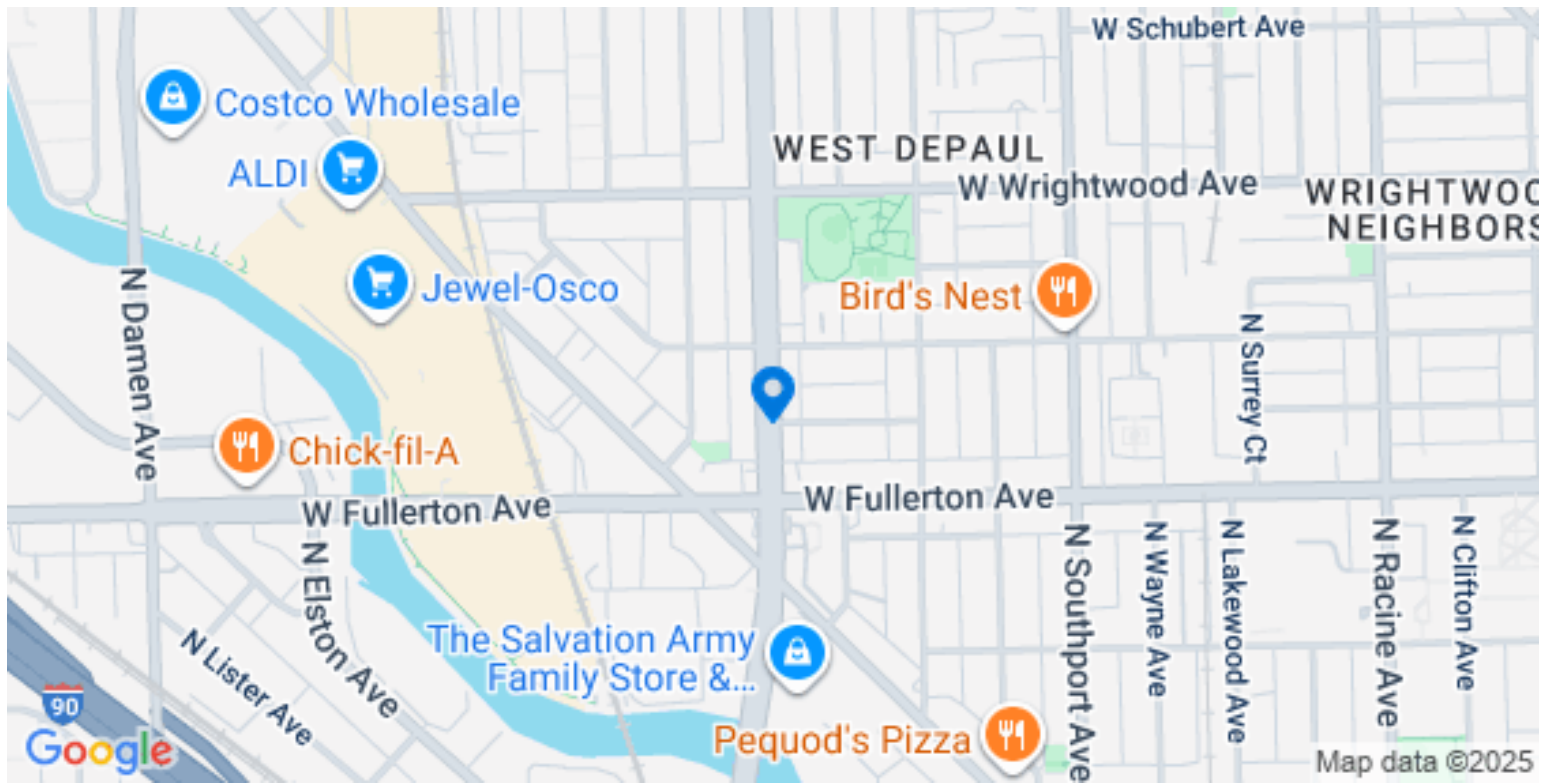 W Schubert Ave
Costco Wholesale
WEST DEPAUL
ALDI
W Wrightwood Ave
WRIGHTWOO
NEIGHBORS
Jewel-Osco
Bird's Nest
N Damen Ave
N Surrey Ct
Chick-fil-A
W Fullerton Ave
W Fullerton Ave
N Elston Ave
N Southport Ave
N Wayne Ave
N Lakewood Ave
N Racine Ave
N Clifton Ave
The Salvation Army
Family Store &...
N Lister Ave
90
Pequod's Pizza
Google
Map data ©2025